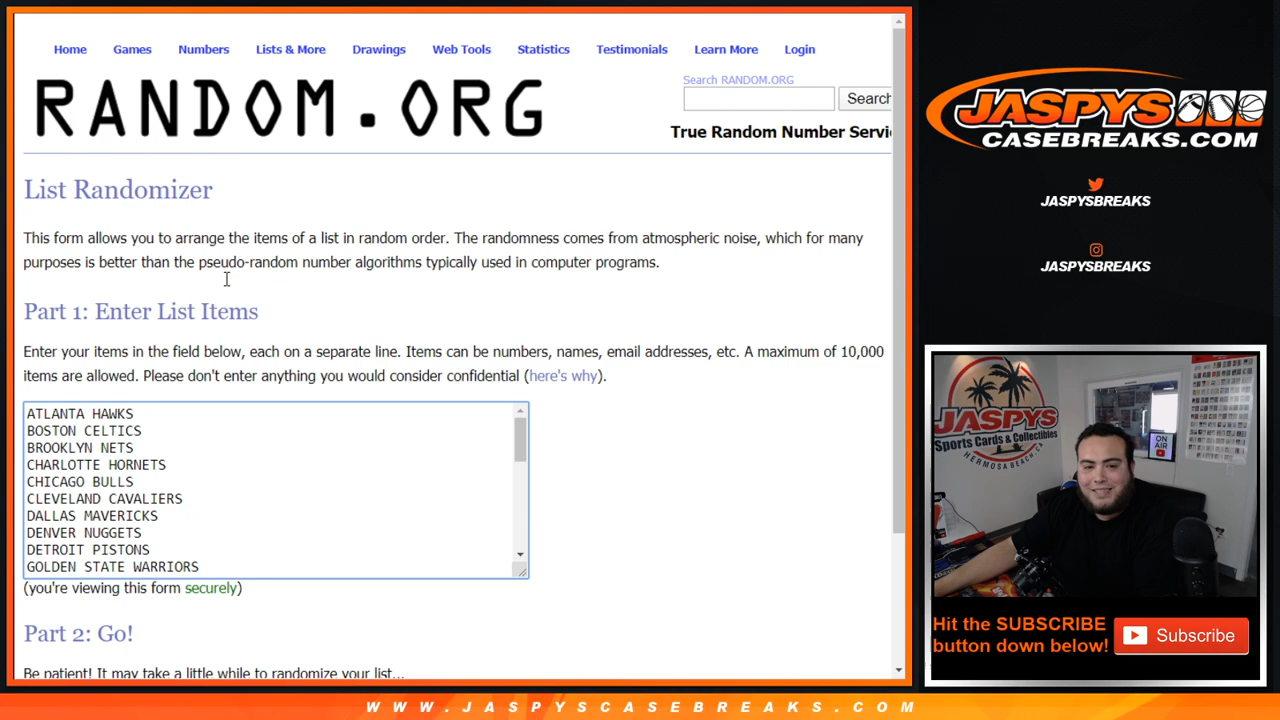 Home Games Numbers Lists & More Drawings Web Tools Statistics Testimonials Learn More Login
RANDOM.ORG
Search RANDOM.ORG
Search
True Random Number Servi
List Randomizer
This form allows you to arrange the items of a list in random order. The randomness comes from atmospheric noise, which for many
purposes is better than the pseudo-random number algorithms typically used in computer programs.
Part 1: Enter List Items
Enter your items in the field below, each on a separate line. Items can be numbers, names, email addresses, etc. A maximum of 10,000
items are allowed. Please don't enter anything you would consider confidential (here's why).
ATLANTA HAWKS
BOSTON CELTICS
BROOKLYN NETS
CHARLOTTE HORNETS
CHICAGO BULLS
CLEVELAND CAVALIERS
DALLAS MAVERICKS
DENVER NUGGETS
DETROIT PISTONS
GOLDEN STATE WARRIORS
(you're viewing this form securely)
Part 2: Go!
Be patient! It may take a little while to randomize your list...
JASPYS
CASEBREAKS.COM
JASPYSBREAKS
JASPYSBREAKS
JASPYS
Sports Cards & Collectibles
HERMOSA BEACH, CA
ON
AIR
Hit the SUBSCRIBE
button down below!
Subscribe
WWW.JASPYSCASEBREAKS.COM